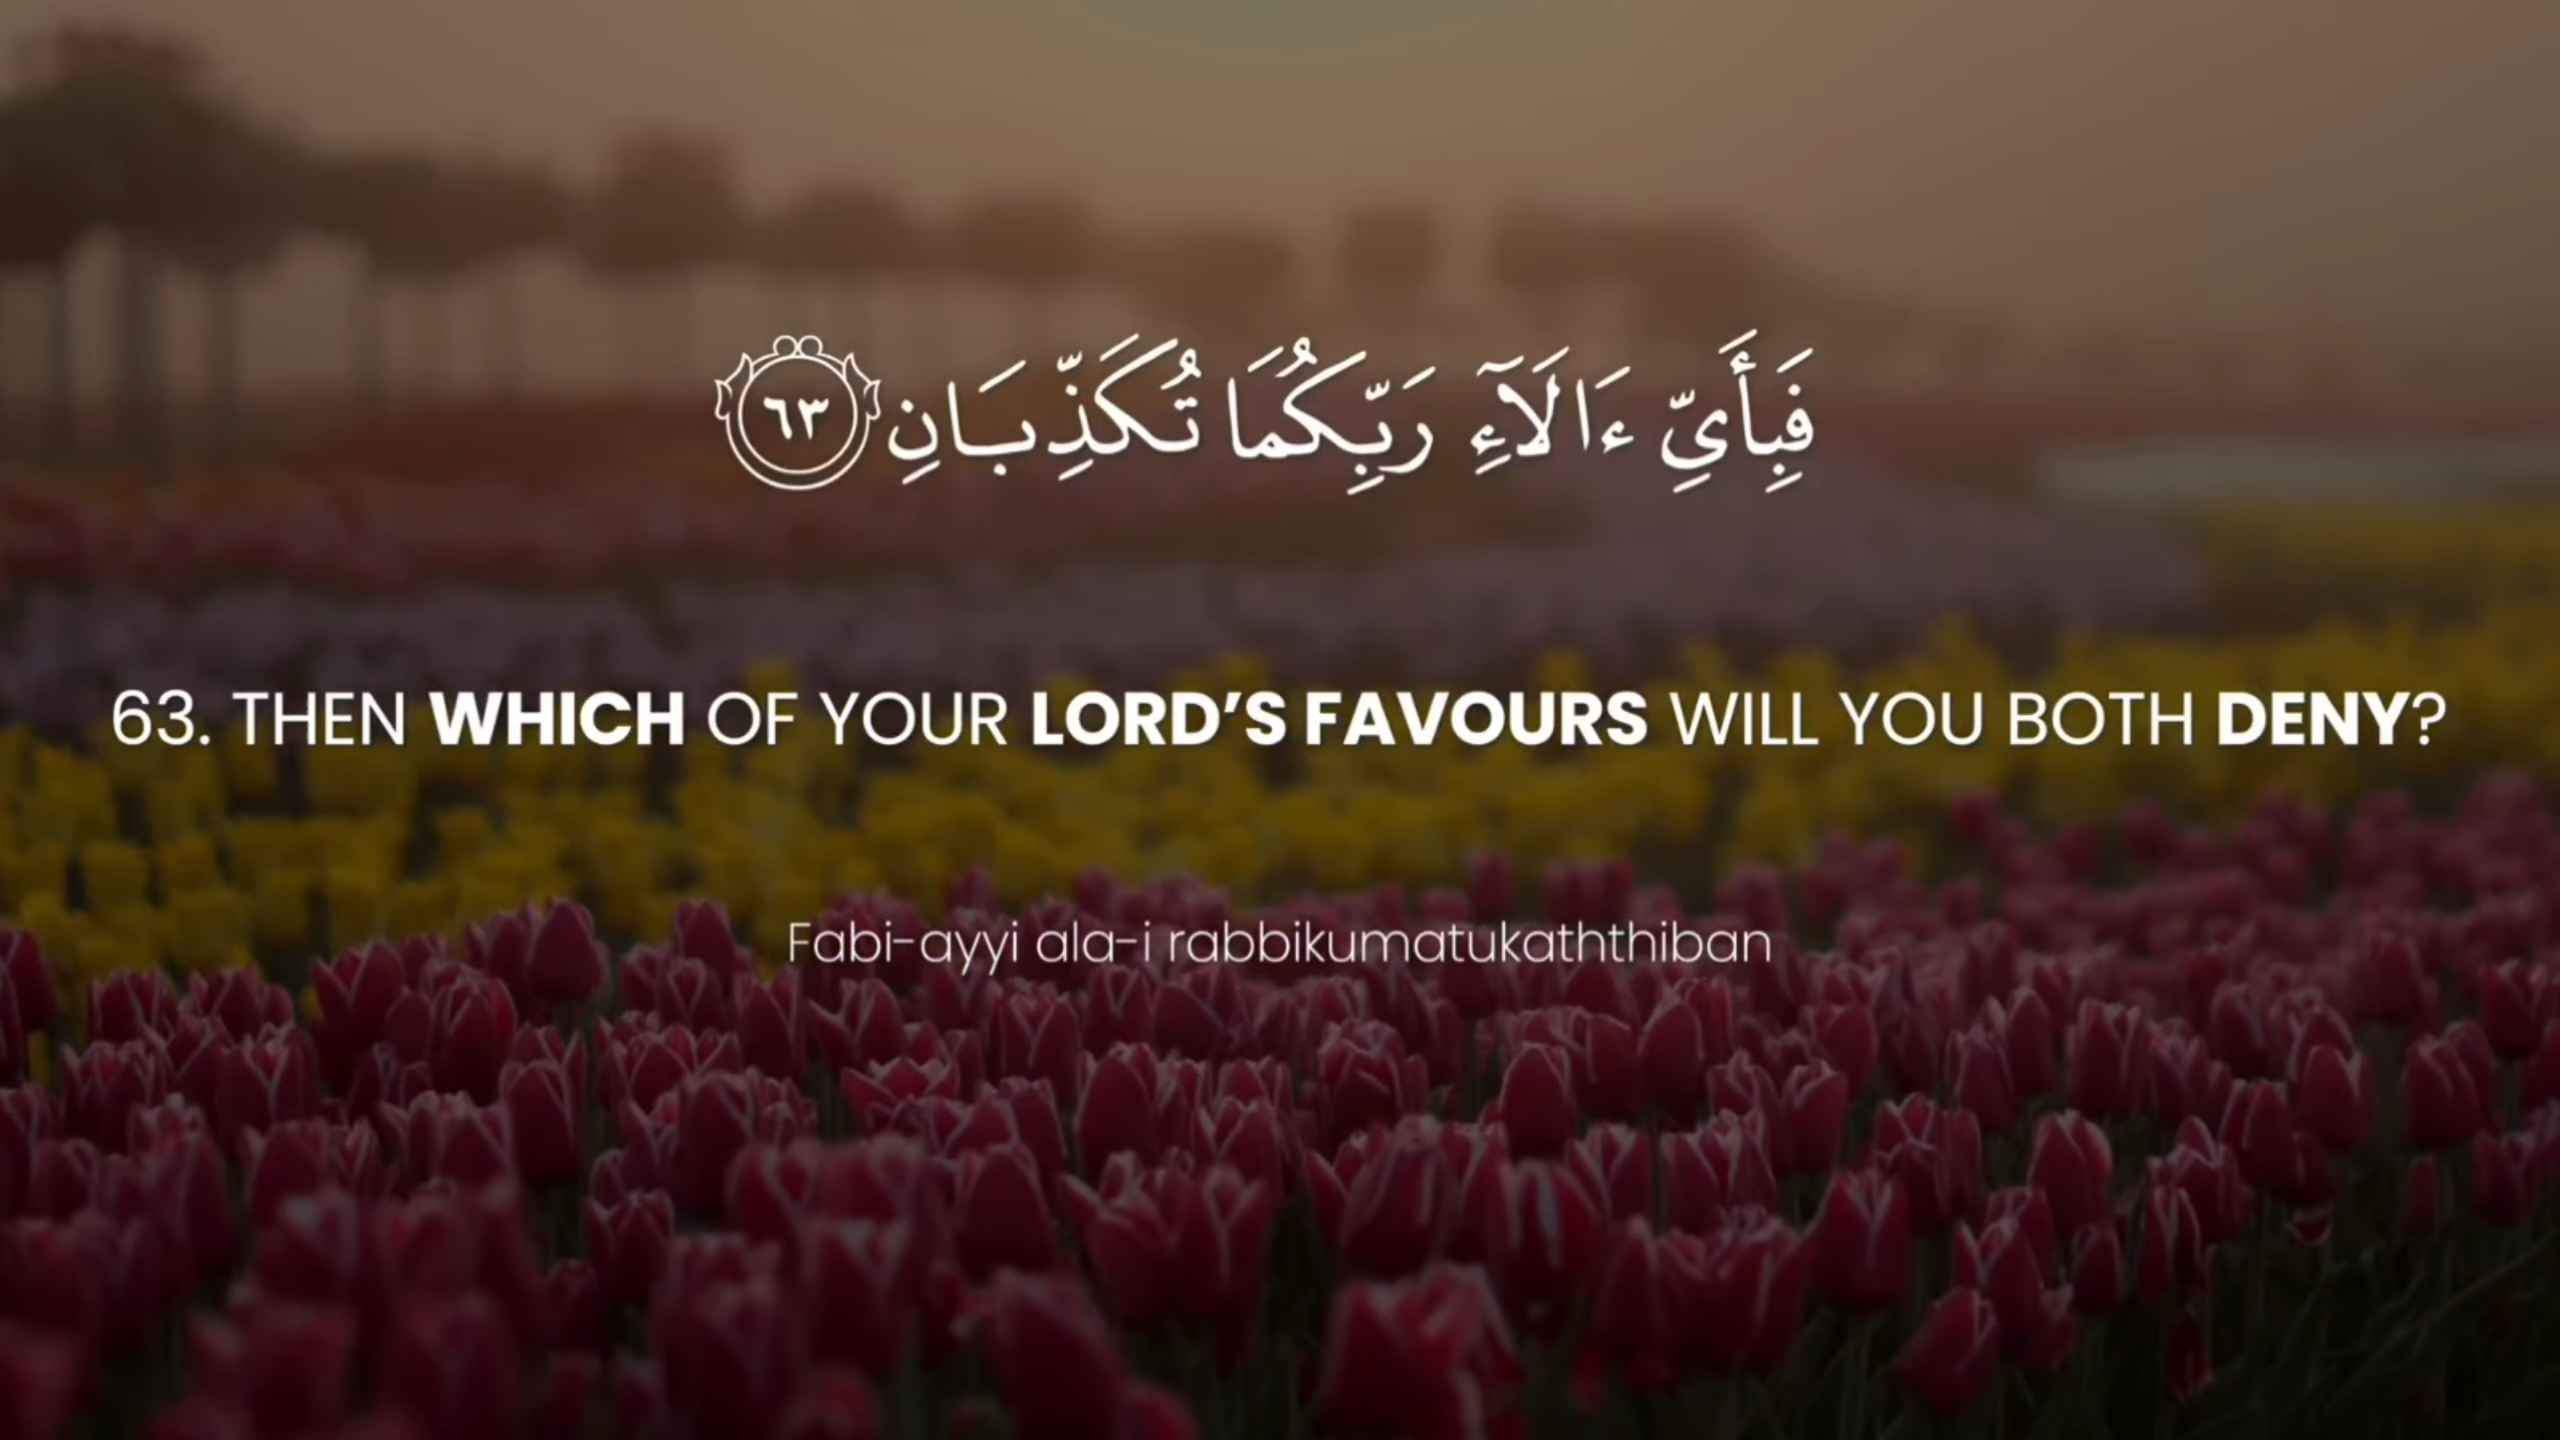 فَبِأَيِّ ءَالَآءِ رَبِّكُمَا تُكَذِّبَانِ ٦٣
63. THEN WHICH OF YOUR LORD’S FAVOURS WILL YOU BOTH DENY?
Fabi-ayyi ala-i rabbikumatukaththiban